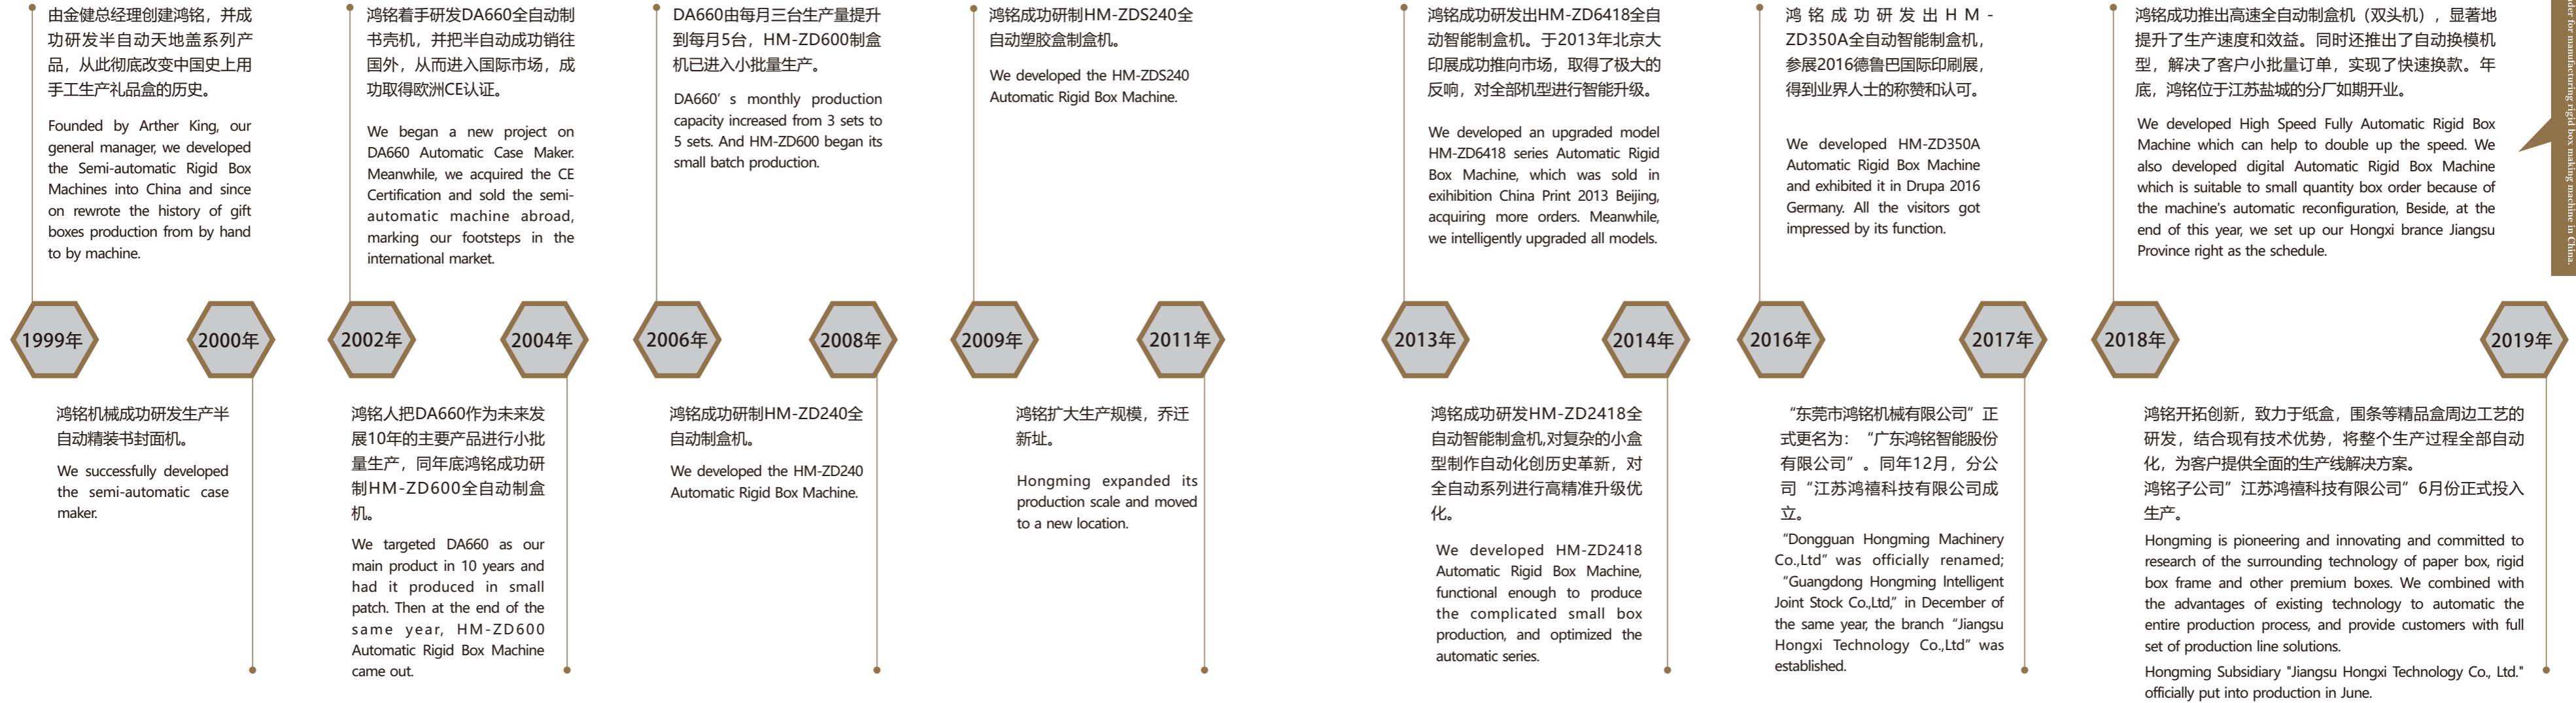 由金健总经理创建鸿铭，并成
功研发半自动天地盖系列产
品，从此彻底改变中国史上用
手工生产礼品盒的历史。
Founded by Arther King, our
general manager, we developed
the Semi-automatic Rigid Box
Machines into China and since
on rewrote the history of gift
boxes production from by hand
to by machine.
鸿铭着手研发DA660全自动制
书壳机，并把半自动成功销往
国外，从而进入国际市场，成
功取得欧洲CE认证。
We began a new project on
DA660 Automatic Case Maker.
Meanwhile, we acquired the CE
Certification and sold the semi-
automatic machine abroad,
marking our footsteps in the
international market.
DA660由每月三台生产量提升
到每月5台，HM-ZD600制盒
机已进入小批量生产。
DA660’s monthly production
capacity increased from 3 sets to
5 sets. And HM-ZD600 began its
small batch production.
鸿铭成功研制HM-ZDS240全
自动塑胶盒制盒机。
We developed the HM-ZDS240
Automatic Rigid Box Machine.
鸿铭成功研发出HM-ZD6418全自
动智能制盒机。于2013年北京大
印展成功推向市场，取得了极大的
反响，对全部机型进行智能升级。
We developed an upgraded model
HM-ZD6418 series Automatic Rigid
Box Machine, which was sold in
exihibition China Print 2013 Beijing,
acquiring more orders. Meanwhile,
we intelligently upgraded all models.
鸿铭成功研发出HM-
ZD350A全自动智能制盒机，
参展2016德鲁巴国际印刷展，
得到业界人士的称赞和认可。
We developed HM-ZD350A
Automatic Rigid Box Machine
and exhibited it in Drupa 2016
Germany. All the visitors got
impressed by its function.
鸿铭成功推出高速全自动制盒机（双头机），显著地
提升了生产速度和效益。同时还推出了自动换模机
型，解决了客户小批量订单，实现了快速换款。年
底，鸿铭位于江苏盐城的分厂如期开业。
We developed High Speed Fully Automatic Rigid Box
Machine which can help to double up the speed. We
also developed digital Automatic Rigid Box Machine
which is suitable to small quantity box order because of
the machine's automatic reconfiguration, Beside, at the
end of this year, we set up our Hongxi brance Jiangsu
Province right as the schedule.
for manufacturing rigid box making machine in China.
1999年
2000年
2002年
2004年
2006年
2008年
2009年
2011年
2013年
2014年
2016年
2017年
2018年
2019年
鸿铭机械成功研发生产半
自动精装书封面机。
We successfully developed
the semi-automatic case
maker.
鸿铭人把DA660作为未来发
展10年的主要产品进行小批
量生产，同年底鸿铭成功研
制HM-ZD600全自动制盒
机。
We targeted DA660 as our
main product in 10 years and
had it produced in small
patch. Then at the end of the
same year, HM-ZD600
Automatic Rigid Box Machine
came out.
鸿铭成功研制HM-ZD240全
自动制盒机。
We developed the HM-ZD240
Automatic Rigid Box Machine.
鸿铭扩大生产规模，乔迁
新址。
Hongming expanded its
production scale and moved
to a new location.
鸿铭成功研发HM-ZD2418全
自动智能制盒机,对复杂的小盒
型制作自动化创历史革新，对
全自动系列进行高精准升级优
化。
We developed HM-ZD2418
Automatic Rigid Box Machine,
functional enough to produce
the complicated small box
production, and optimized the
automatic series.
“东莞市鸿铭机械有限公司”正
式更名为：“广东鸿铭智能股份
有限公司”。同年12月，分公
司“江苏鸿禧科技有限公司成
立。
“Dongguan Hongming Machinery
Co.,Ltd” was officially renamed;
“Guangdong Hongming Intelligent
Joint Stock Co.,Ltd,” in December of
the same year, the branch “Jiangsu
Hongxi Technology Co.,Ltd” was
established.
鸿铭开拓创新，致力于纸盒，围条等精品盒周边工艺的
研发，结合现有技术优势，将整个生产过程全部自动
化，为客户提供全面的生产线解决方案。
鸿铭子公司”江苏鸿禧科技有限公司”6月份正式投入
生产。
Hongming is pioneering and innovating and committed to
research of the surrounding technology of paper box, rigid
box frame and other premium boxes. We combined with
the advantages of existing technology to automatic the
entire production process, and provide customers with full
set of production line solutions.
Hongming Subsidiary "Jiangsu Hongxi Technology Co., Ltd."
officially put into production in June.